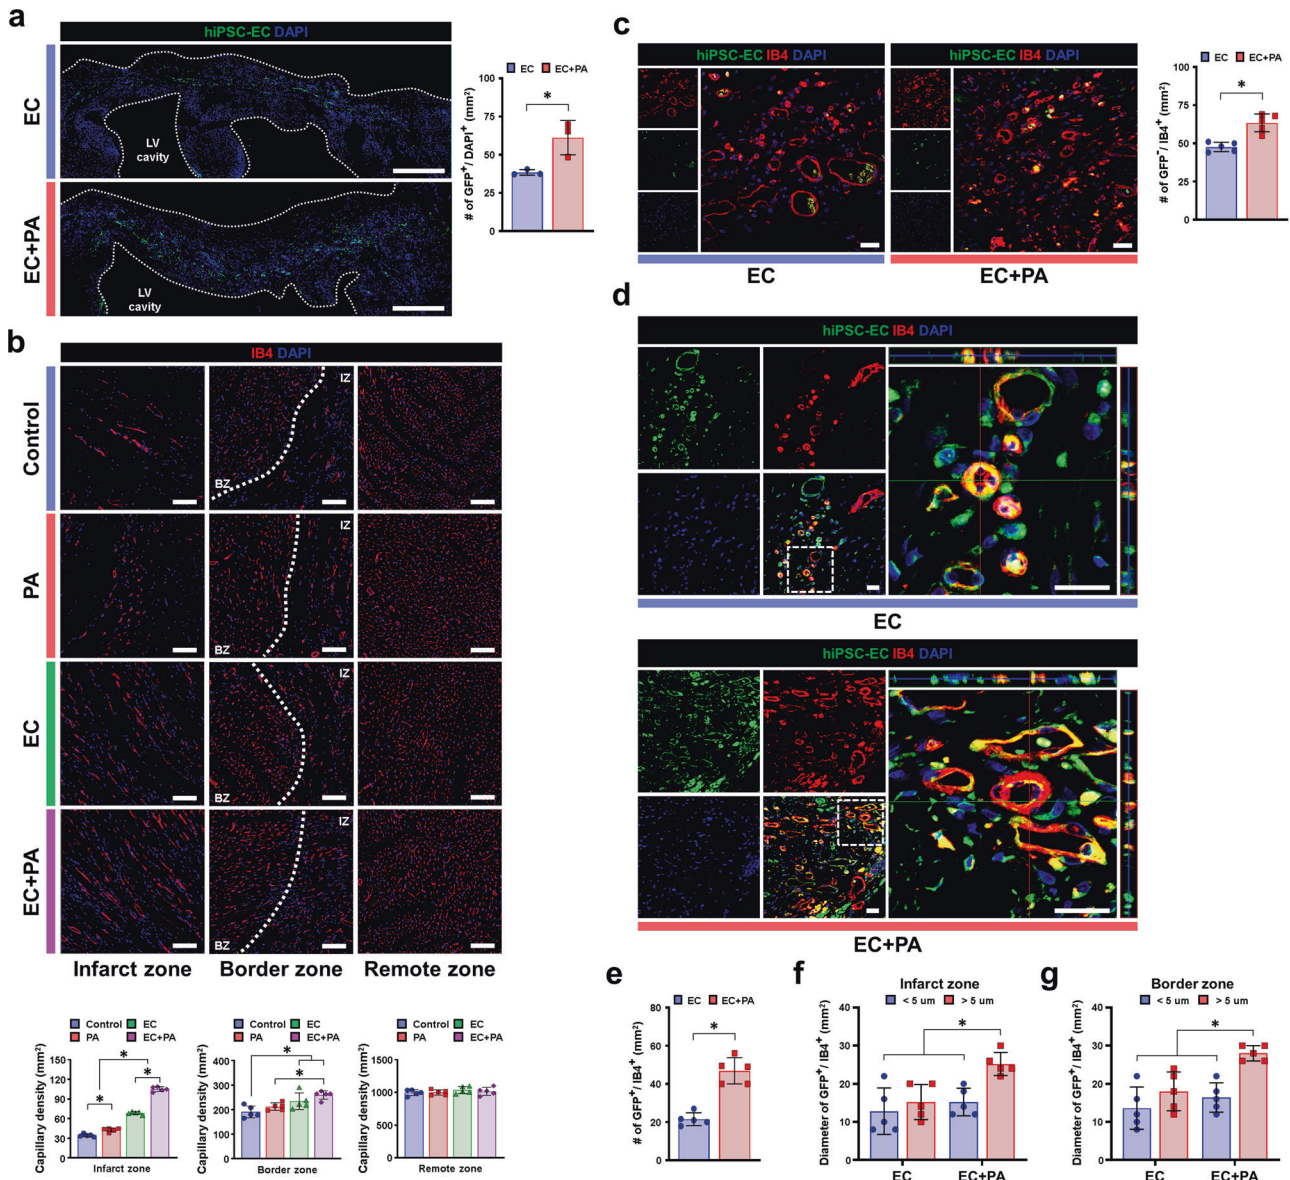 a
hiPSC-EC DAPI
EC
LV
cavity
EC+PA
LV
cavity
EC EC+PA
*
# of GFP+/ DAPI+ (mm²)
100
75
50
25
0
b
IB4 DAPI
Control
IZ
BZ
PA
IZ
BZ
EC
IZ
BZ
EC+PA
IZ
BZ
Infarct zone Border zone Remote zone
Control EC
PA EC+PA
* * * *
Capillary density (mm²)
150
120
90
60
30
0
Infarct zone
Control EC
PA EC+PA
* *
Capillary density (mm²)
400
300
200
100
0
Border zone
Control EC
PA EC+PA
Capillary density (mm²)
1500
1000
500
0
Remote zone
c
hiPSC-EC IB4 DAPI
hiPSC-EC IB4 DAPI
EC
EC+PA
EC EC+PA
*
# of GFP⁻/ IB4⁺ (mm²)
100
75
50
25
0
d
hiPSC-EC IB4 DAPI
EC
hiPSC-EC IB4 DAPI
EC+PA
e
EC EC+PA
*
# of GFP⁺/ IB4⁺ (mm²)
80
60
40
20
0
f
Infarct zone
< 5 um > 5 um
*
Diameter of GFP⁺/ IB4⁺ (mm²)
40
30
20
10
0
EC EC+PA
g
Border zone
< 5 um > 5 um
*
Diameter of GFP⁺/ IB4⁺ (mm²)
40
30
20
10
0
EC EC+PA